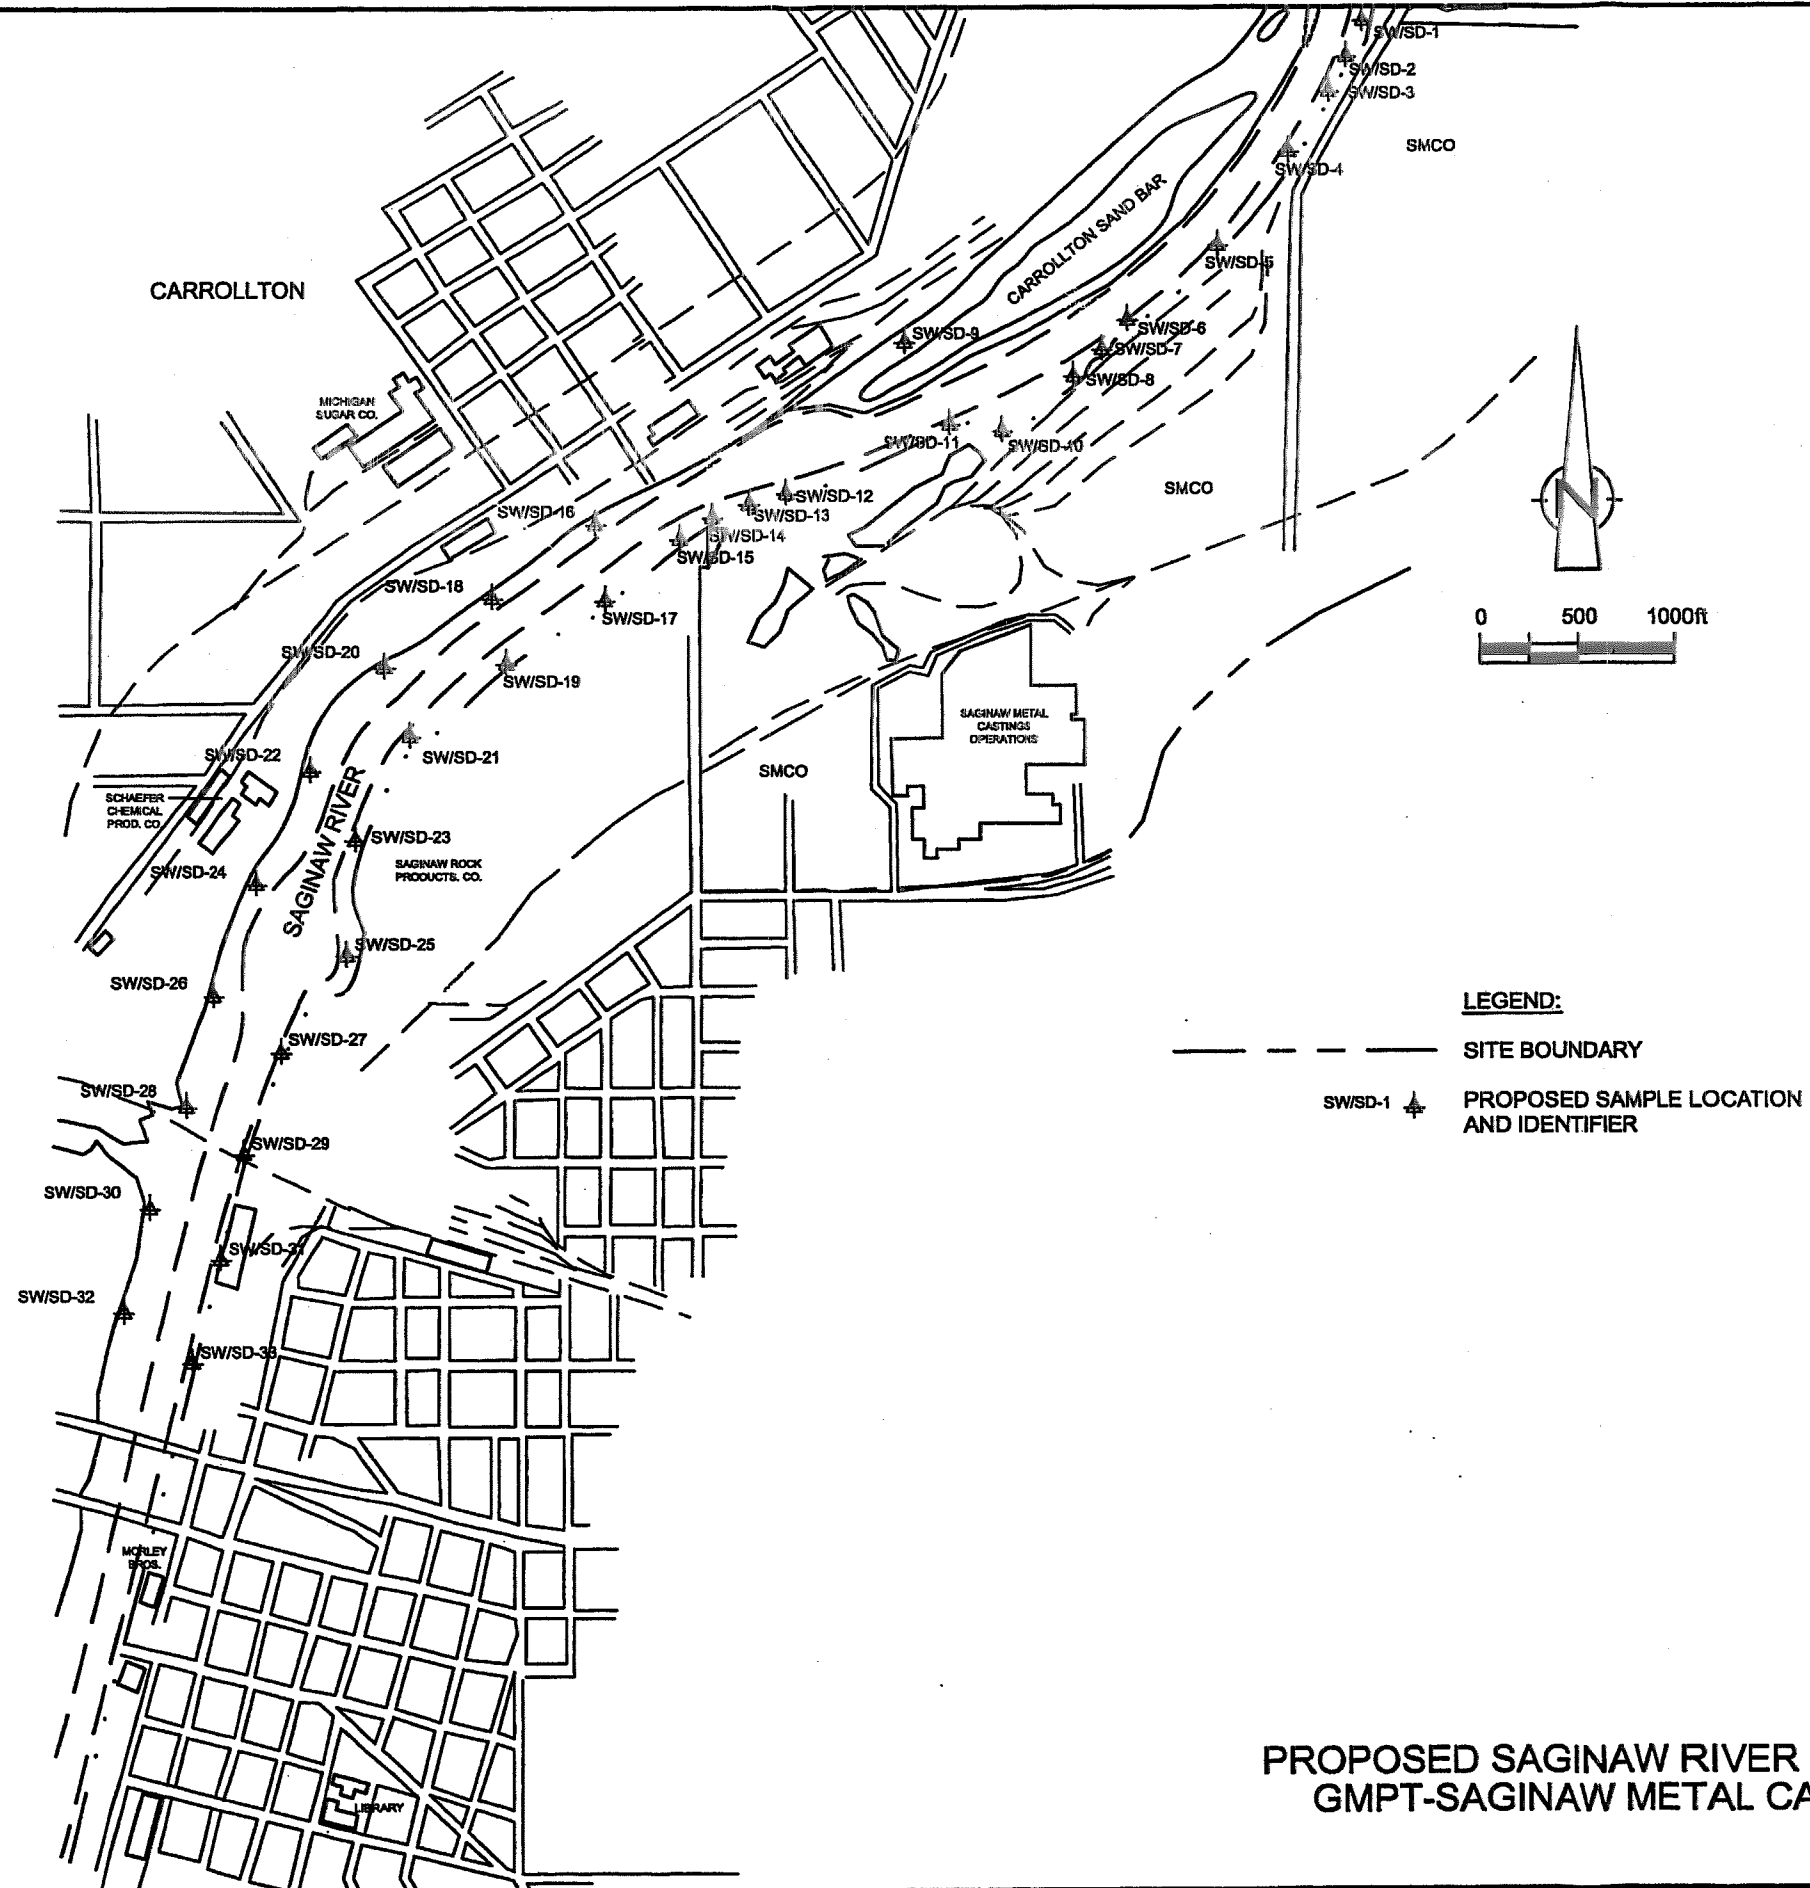 SW/SD-1
SW/SD-2
SW/SD-3
SMCO
SW/SD-4
CARROLLTON SAND BAR
SW/SD-5
CARROLLTON
SW/SD-6
SW/SD-9
SW/SD-7
SW/SD-8
MICHIGAN
SUGAR CO.
SW/SD-11
SW/SD-10
SMCO
SW/SD-12
SW/SD-16
SW/SD-13
SW/SD-14
SW/SD-15
N
SW/SD-18
SW/SD-17
0 500 1000ft
SW/SD-20
SW/SD-19
SAGINAW METAL
CASTINGS
OPERATIONS
SW/SD-22
SW/SD-21
SMCO
SCHAEFER
CHEMICAL
PROD. CO.
SAGINAW RIVER
SW/SD-23
SAGINAW ROCK
PRODUCTS. CO.
SW/SD-24
SW/SD-25
SW/SD-26
LEGEND:
SW/SD-27
SITE BOUNDARY
SW/SD-28
SW/SD-1
PROPOSED SAMPLE LOCATION
AND IDENTIFIER
SW/SD-29
SW/SD-30
SW/SD-31
SW/SD-32
SW/SD-33
MORLEY
BROS.
PROPOSED SAGINAW RIVER
GMPT-SAGINAW METAL CA
LIBRARY